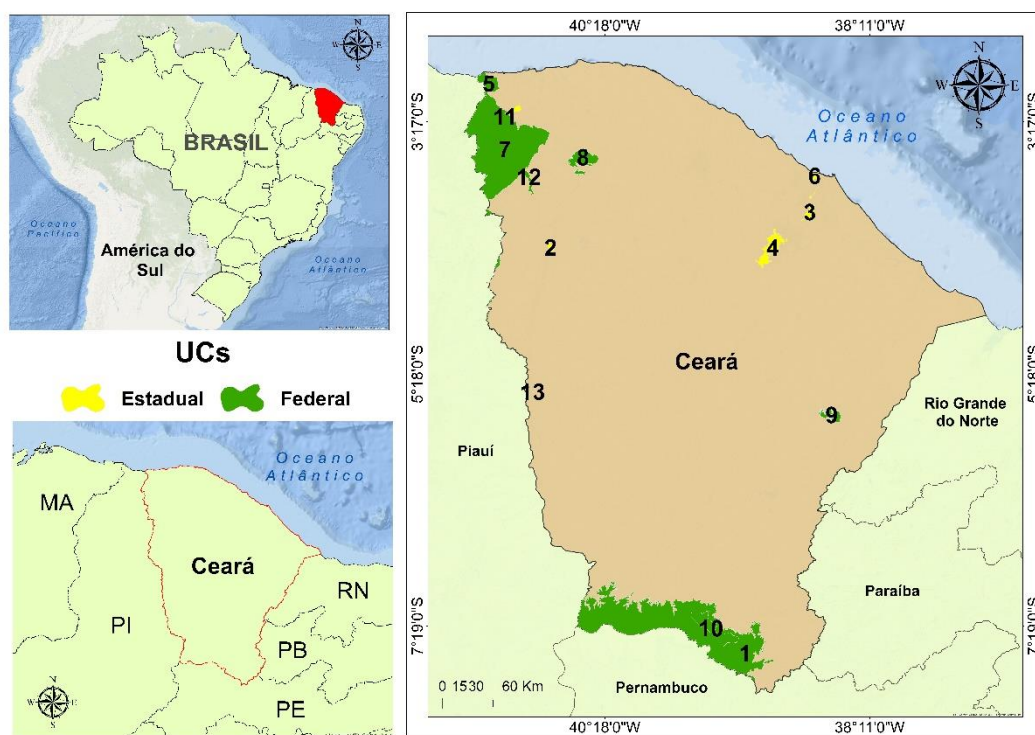 N
W E
S
BRASIL
Oceano
Pacífico
América do
Sul
Oceano
Atlântico
UCs
Estadual Federal
Oceano
Atlântico
MA
Ceará
RN
PI
PB
PE
N
W E
S
40°18'0"W 38°11'0"W
N
W E
S
Oceano
Atlântico
3°17'0"S 3°17'0"S
5
11
7
8
12
6
3
2
4
Ceará
13
9
Rio Grande
do Norte
Piauí
5°18'0"S 5°18'0"S
Paraíba
10
1
7°19'0"S 7°19'0"S
0 1530 60 Km
Pernambuco
40°18'0"W 38°11'0"W